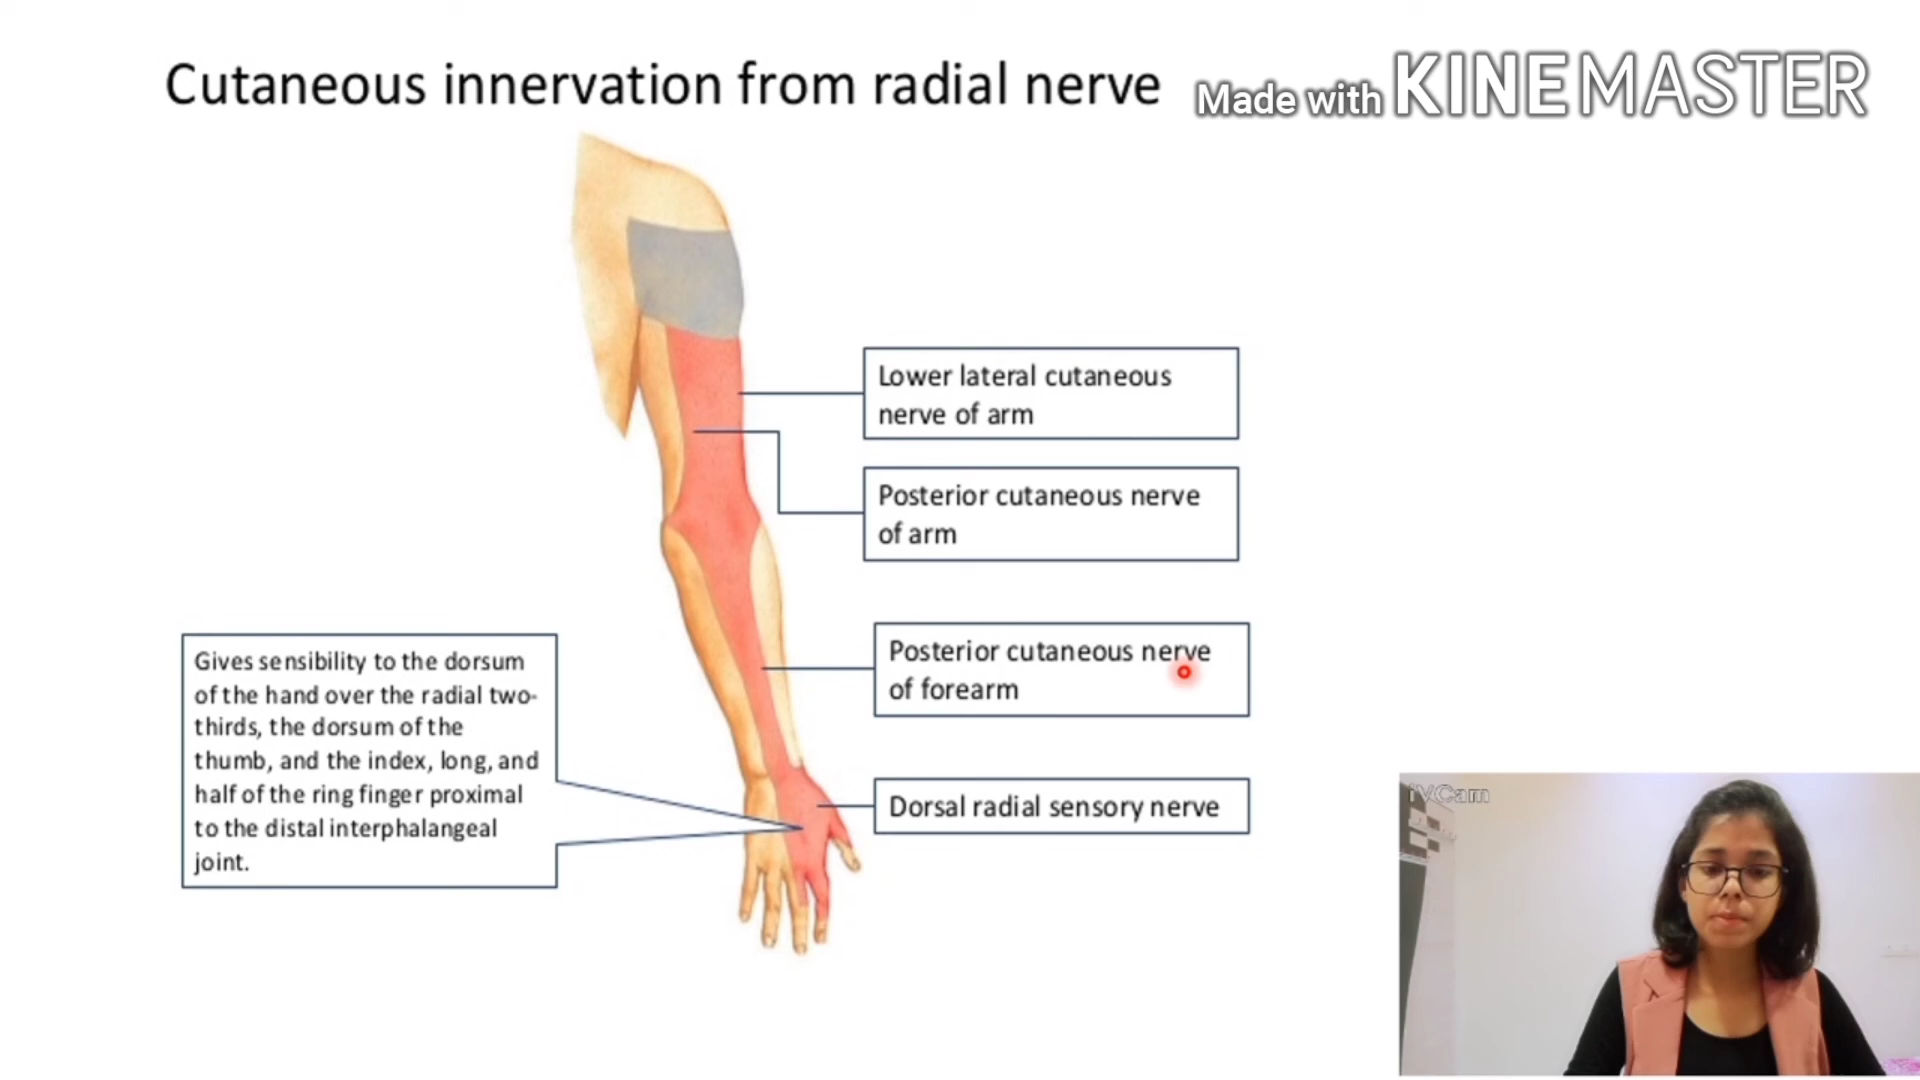 Cutaneous innervation from radial nerve
Made with KINEMASTER
Lower lateral cutaneous
nerve of arm
Posterior cutaneous nerve
of arm
Posterior cutaneous nerve
of forearm
Gives sensibility to the dorsum
of the hand over the radial two-
thirds, the dorsum of the
thumb, and the index, long, and
half of the ring finger proximal
to the distal interphalangeal
joint.
Dorsal radial sensory nerve
iVCam